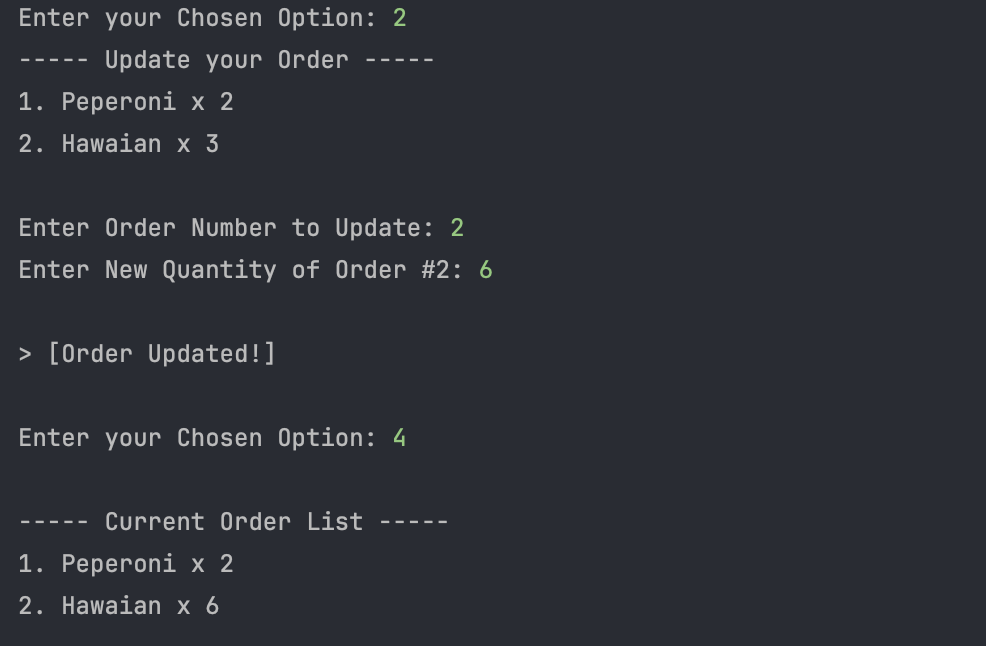 Enter your Chosen Option: 2
----- Update your Order -----
1. Peperoni x 2
2. Hawaian x 3
Enter Order Number to Update: 2
Enter New Quantity of Order #2: 6
> [Order Updated!]
Enter your Chosen Option: 4
----- Current Order List -----
1. Peperoni x 2
2. Hawaian x 6